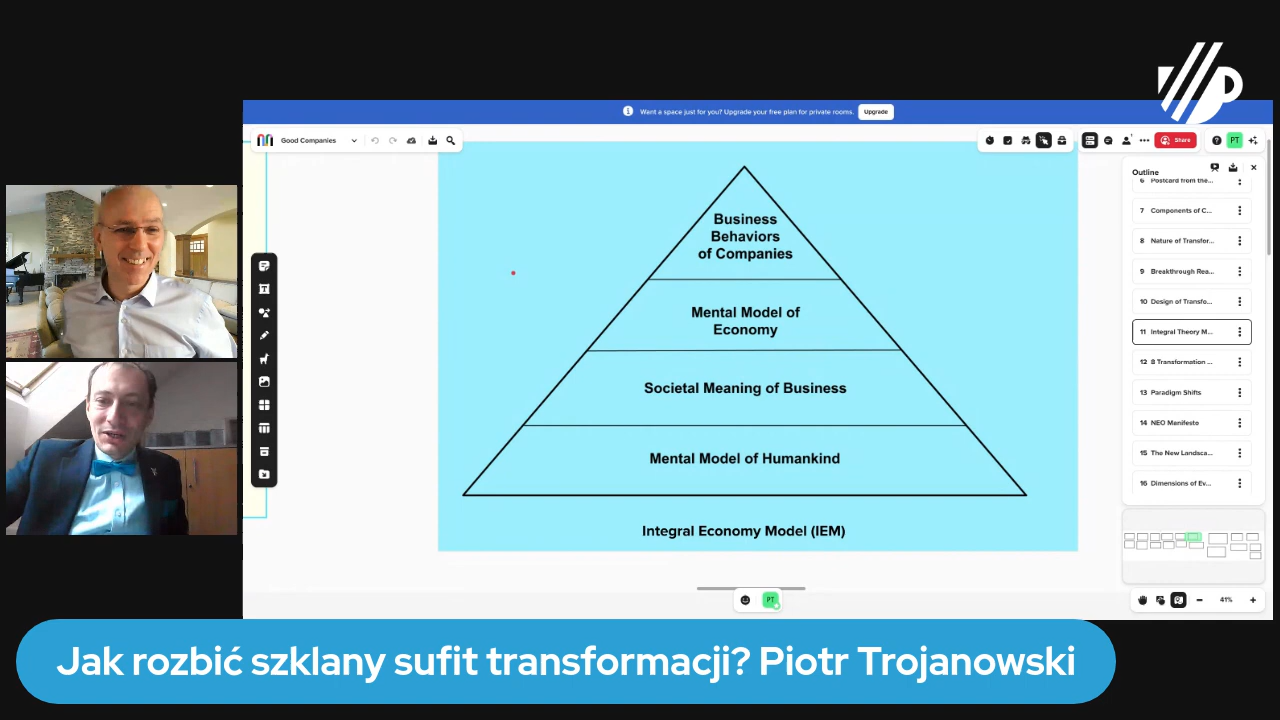 Want a space just for you? Upgrade your free plan for private rooms.
Upgrade
Good Companies
Share
PT
Outline
6 Postcard from the...
7 Components of C...
8 Nature of Transfor...
9 Breakthrough Rea...
10 Design of Transfo...
11 Integral Theory M...
12 8 Transformation ...
13 Paradigm Shifts
14 NEO Manifesto
15 The New Landsca...
16 Dimensions of Ev...
Business
Behaviors
of Companies
Mental Model of
Economy
Societal Meaning of Business
Mental Model of Humankind
Integral Economy Model (IEM)
PT
41%
Jak rozbić szklany sufit transformacji? Piotr Trojanowski